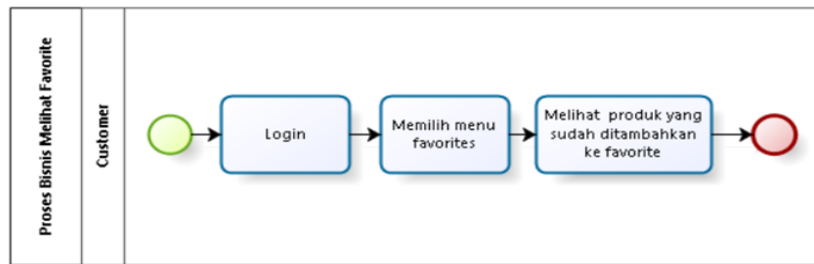 Proses Bisnis Melihat Favorite
Customer
Login
Memilih menu
favorites
Melihat produk yang
sudah ditambahkan
ke favorite